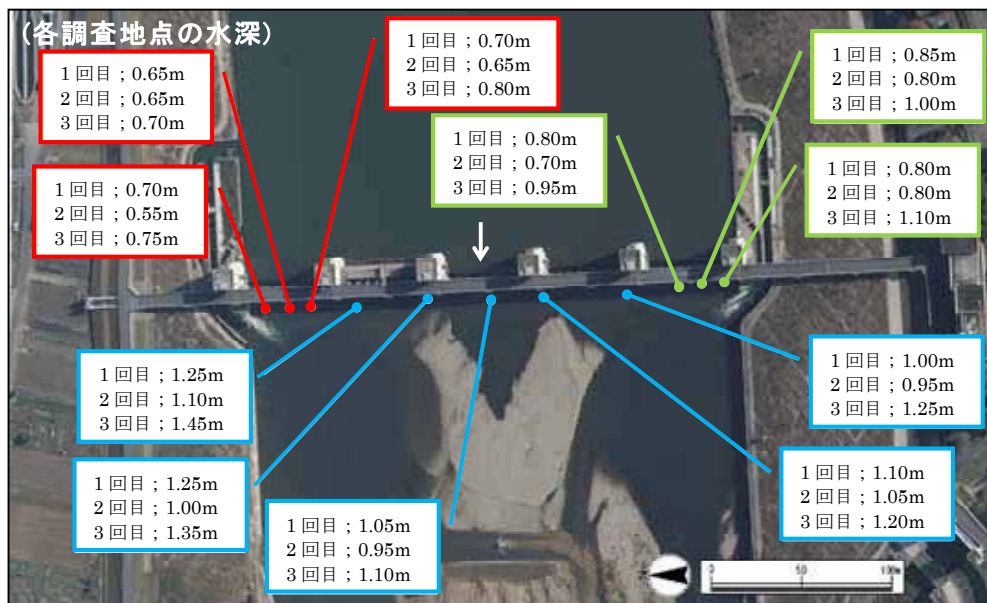 (各調査地点の水深)
1回目；0.65m
2回目；0.65m
3回目；0.70m
1回目；0.70m
2回目；0.65m
3回目；0.80m
1回目；0.85m
2回目；0.80m
3回目；1.00m
1回目；0.80m
2回目；0.70m
3回目；0.95m
1回目；0.80m
2回目；0.80m
3回目；1.10m
1回目；0.70m
2回目；0.55m
3回目；0.75m
1回目；1.25m
2回目；1.10m
3回目；1.45m
1回目；1.00m
2回目；0.95m
3回目；1.25m
1回目；1.25m
2回目；1.00m
3回目；1.35m
1回目；1.05m
2回目；0.95m
3回目；1.10m
1回目；1.10m
2回目；1.05m
3回目；1.20m
0 50 100m